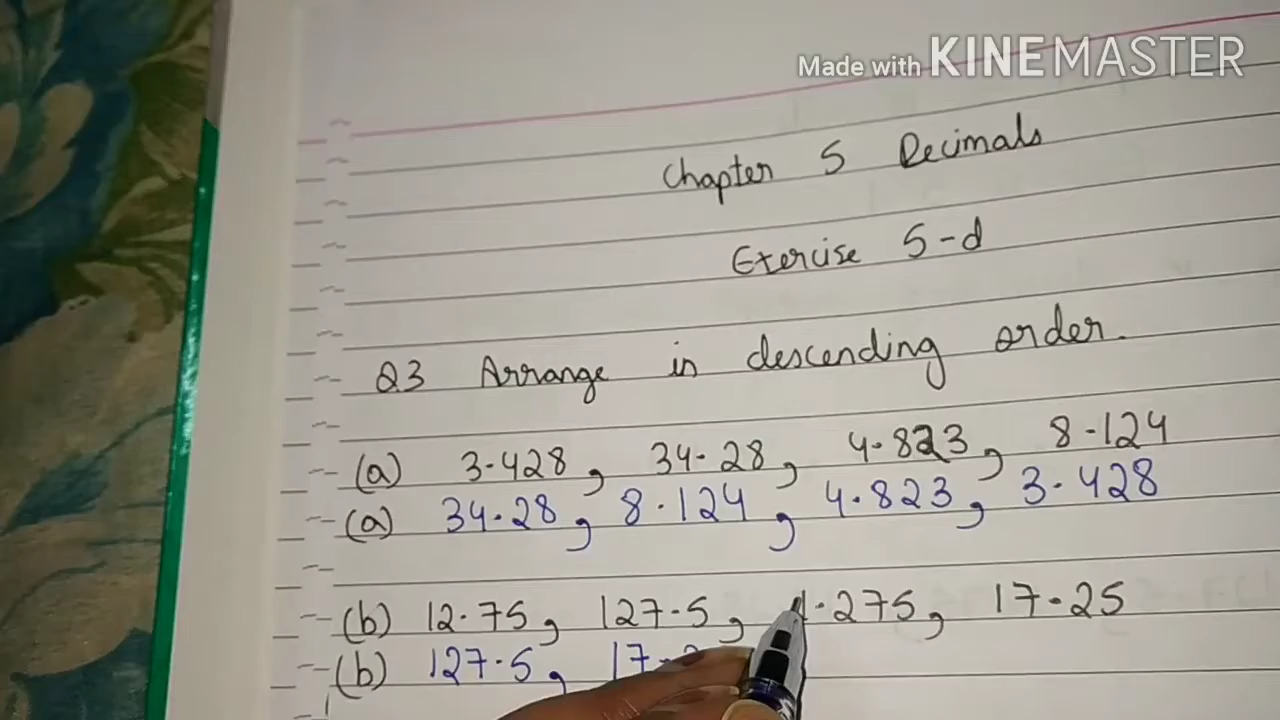 Made with KINEMASTER
Chapter 5 Decimals
Exercise 5-d
Q3 Arrange in descending order.
(a) 3.428, 34.28, 4.823, 8.124
(a) 34.28, 8.124, 4.823, 3.428
(b) 12.75, 127.5, 1.275, 17.25
(b) 127.5,